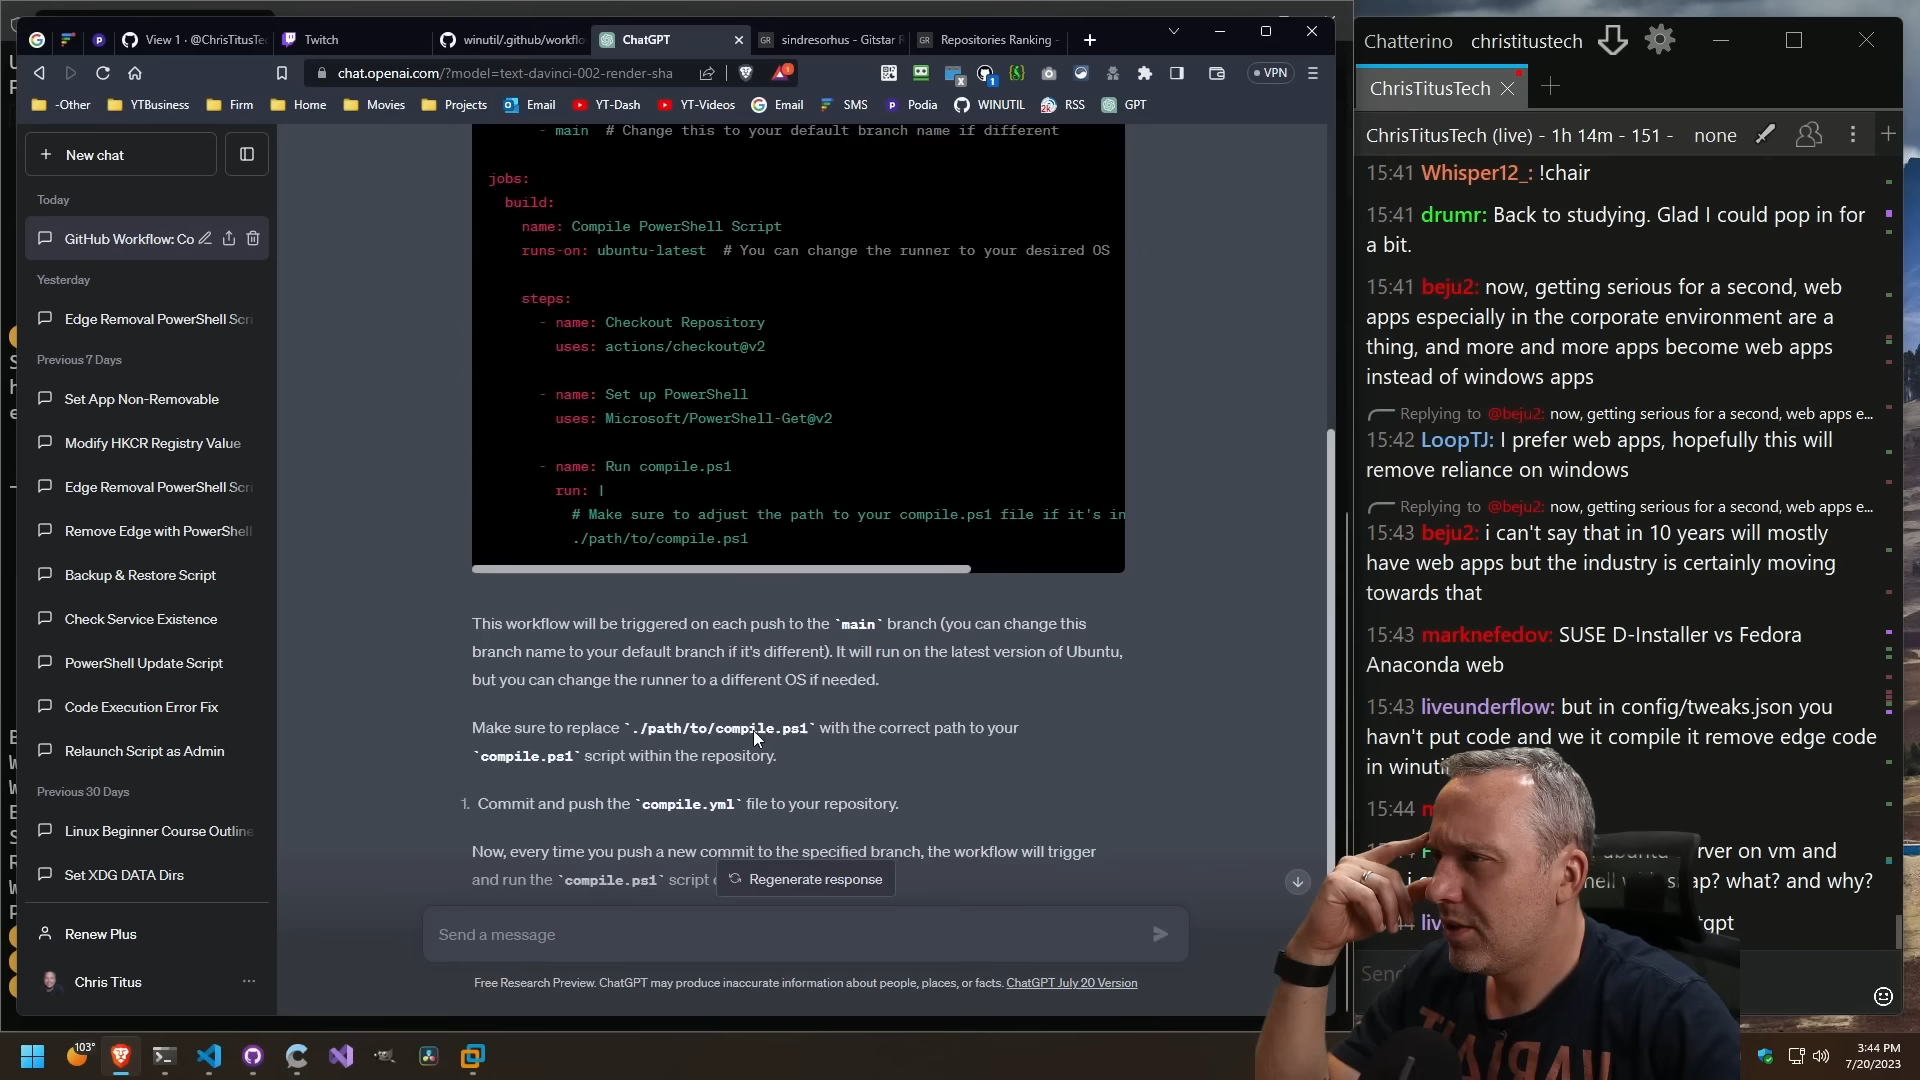 View 1 · @ChrisTitusTec
Twitch
winutil/.github/workflo
ChatGPT
sindresorhus - Gitstar R
Repositories Ranking -
chat.openai.com/?model=text-davinci-002-render-sha
VPN
-Other
YTBusiness
Firm
Home
Movies
Projects
Email
YT-Dash
YT-Videos
Email
SMS
Podia
WINUTIL
RSS
GPT
New chat
Today
GitHub Workflow: Co
Yesterday
Edge Removal PowerShell Scri
Previous 7 Days
Set App Non-Removable
Modify HKCR Registry Value
Edge Removal PowerShell Scri
Remove Edge with PowerShell
Backup & Restore Script
Check Service Existence
PowerShell Update Script
Code Execution Error Fix
Relaunch Script as Admin
Previous 30 Days
Linux Beginner Course Outline
Set XDG DATA Dirs
Renew Plus
Chris Titus
- main  # Change this to your default branch name if different
jobs:
build:
name: Compile PowerShell Script
runs-on: ubuntu-latest  # You can change the runner to your desired OS
steps:
- name: Checkout Repository
uses: actions/checkout@v2
- name: Set up PowerShell
uses: Microsoft/PowerShell-Get@v2
- name: Run compile.ps1
run: |
# Make sure to adjust the path to your compile.ps1 file if it's in
./path/to/compile.ps1
This workflow will be triggered on each push to the `main` branch (you can change this
branch name to your default branch if it's different). It will run on the latest version of Ubuntu,
but you can change the runner to a different OS if needed.
Make sure to replace `./path/to/compile.ps1` with the correct path to your
`compile.ps1` script within the repository.
1. Commit and push the `compile.yml` file to your repository.
Now, every time you push a new commit to the specified branch, the workflow will trigger
and run the `compile.ps1` script
Regenerate response
Send a message
Free Research Preview. ChatGPT may produce inaccurate information about people, places, or facts. ChatGPT July 20 Version
Chatterino
christitustech
ChrisTitusTech
ChrisTitusTech (live) - 1h 14m - 151 -
none
15:41 Whisper12_: !chair
15:41 drumr: Back to studying. Glad I could pop in for
a bit.
15:41 beju2: now, getting serious for a second, web
apps especially in the corporate environment are a
thing, and more and more apps become web apps
instead of windows apps
Replying to @beju2: now, getting serious for a second, web apps e...
15:42 LoopTJ: I prefer web apps, hopefully this will
remove reliance on windows
Replying to @beju2: now, getting serious for a second, web apps e...
15:43 beju2: i can't say that in 10 years will mostly
have web apps but the industry is certainly moving
towards that
15:43 marknefedov: SUSE D-Installer vs Fedora
Anaconda web
15:43 liveunderflow: but in config/tweaks.json you
havn't put code and we it compile it remove edge code
in winutil
15:44
rver on vm and
what? and why?
liv
gpt
103°
3:44 PM
7/20/2023